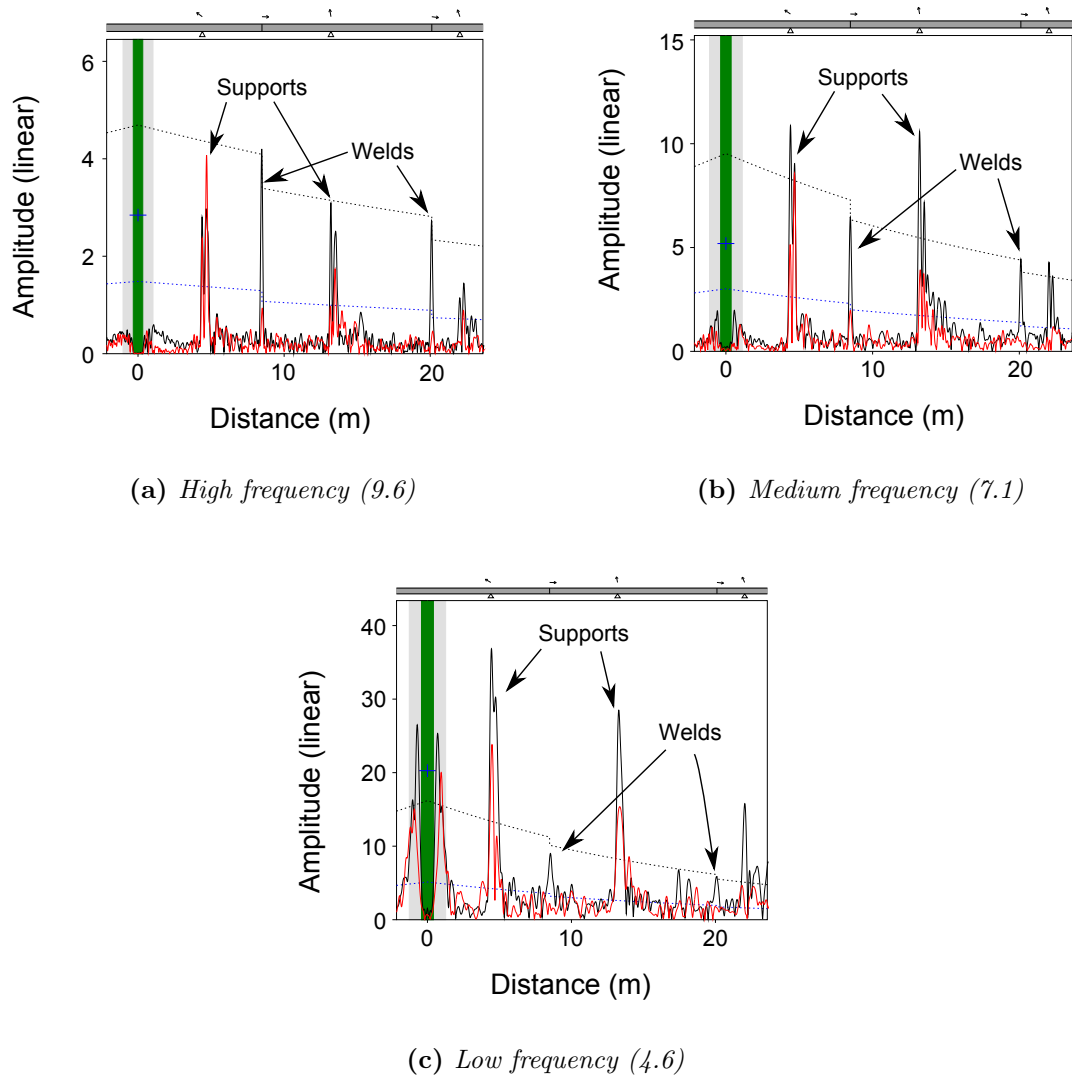 6
4
2
0
Amplitude (linear)
Supports
Welds
0
10
20
Distance (m)
(a) High frequency (9.6)
15
10
5
0
Amplitude (linear)
Supports
Welds
0
10
20
Distance (m)
(b) Medium frequency (7.1)
40
30
20
10
0
Amplitude (linear)
Supports
Welds
0
10
20
Distance (m)
(c) Low frequency (4.6)